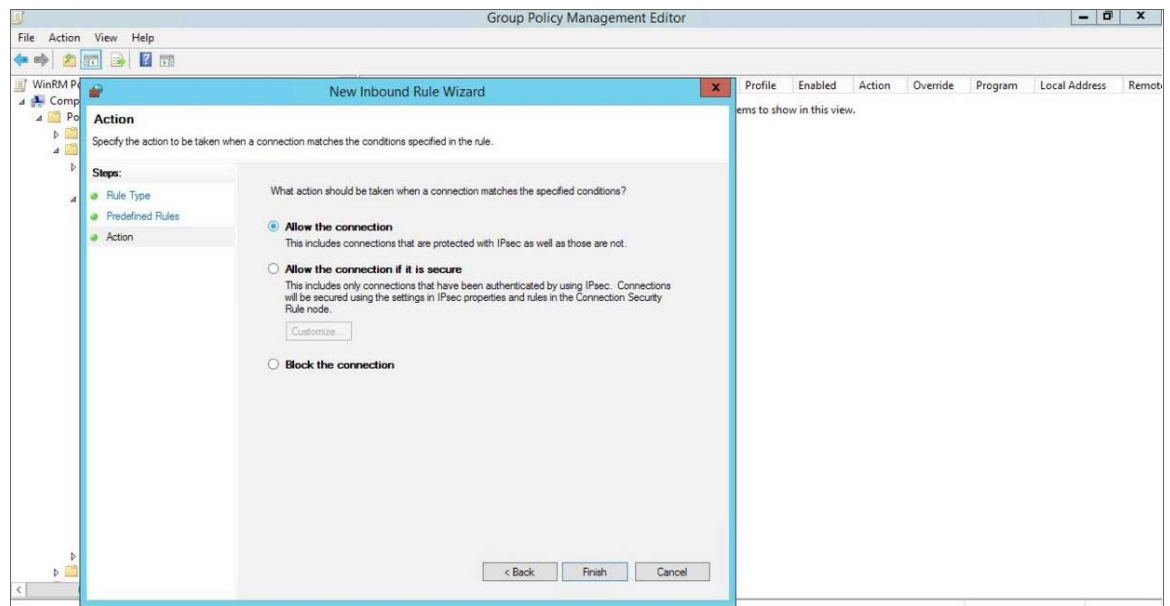 Group Policy Management Editor
File Action View Help
WinRM Po
Comp
Po
New Inbound Rule Wizard
Profile Enabled Action Override Program Local Address Remot
ems to show in this view.
Action
Specify the action to be taken when a connection matches the conditions specified in the rule.
Steps:
Rule Type
Predefined Rules
Action
What action should be taken when a connection matches the specified conditions?
Allow the connection
This includes connections that are protected with IPsec as well as those are not.
Allow the connection if it is secure
This includes only connections that have been authenticated by using IPsec. Connections
will be secured using the settings in IPsec properties and rules in the Connection Security
Rule node.
Customize...
Block the connection
< Back Finish Cancel